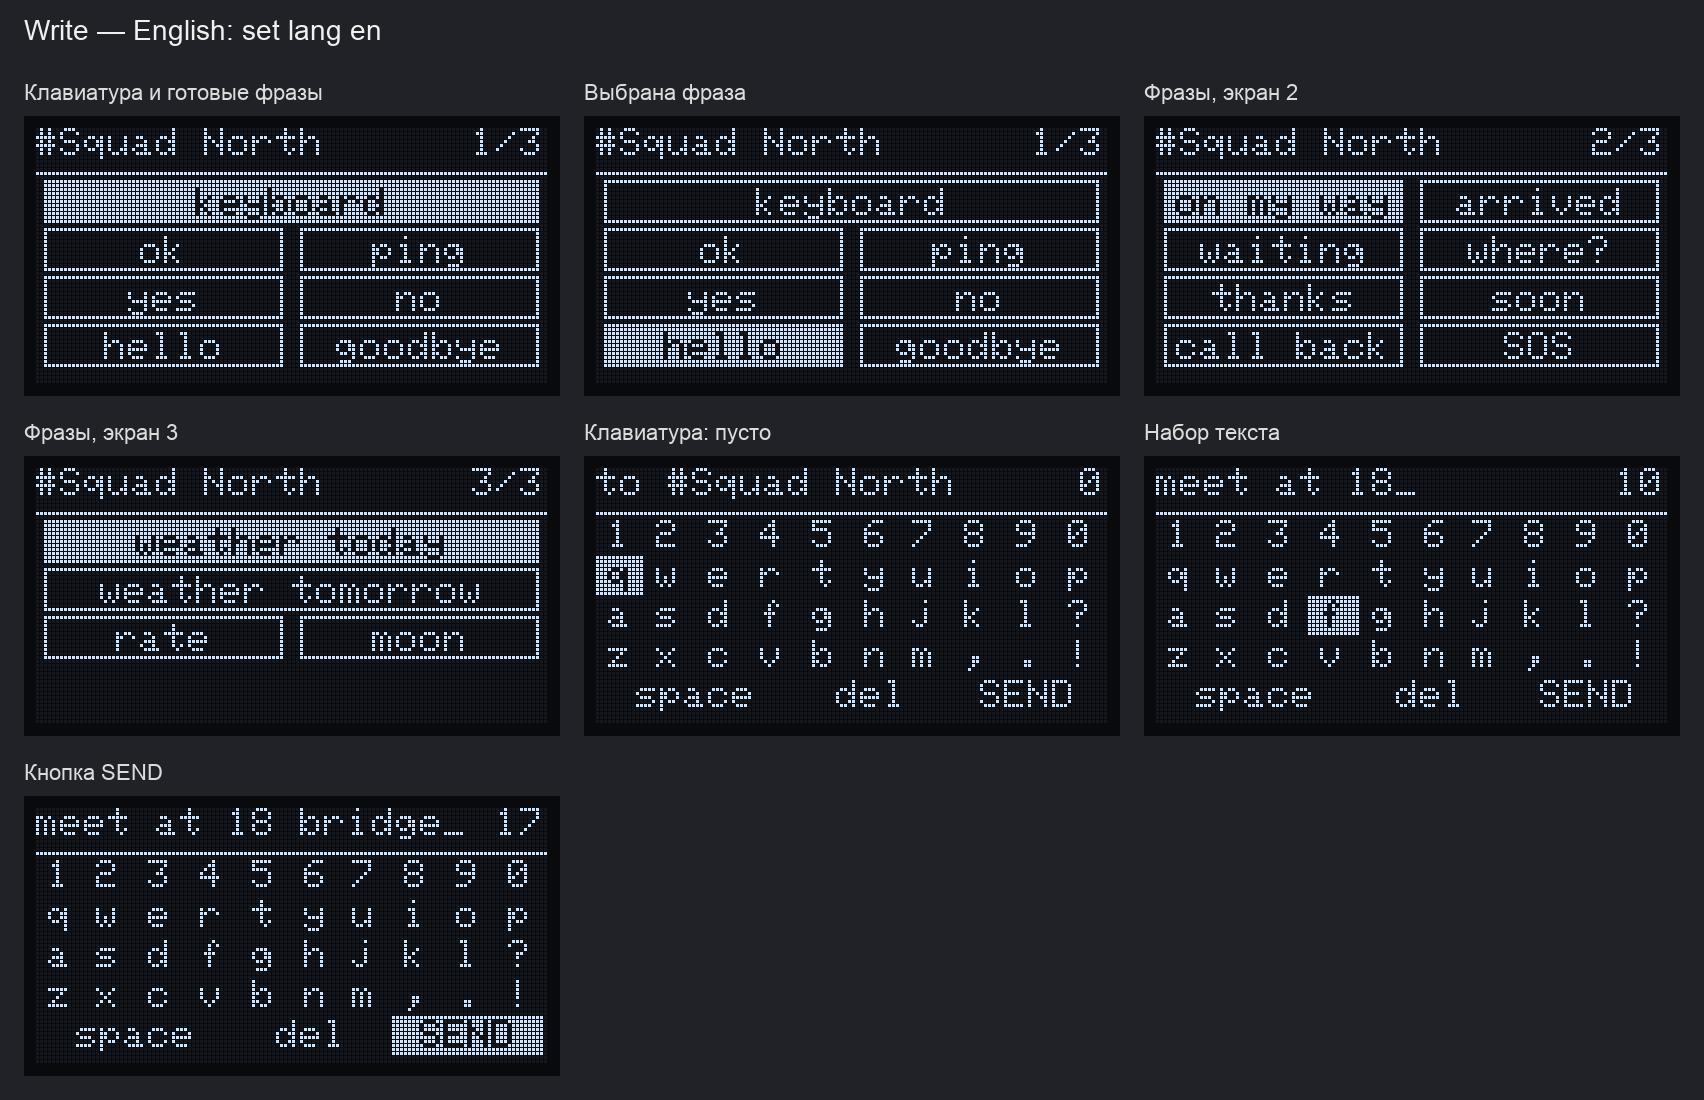 Write — English: set lang en
Клавиатура и готовые фразы
#Squad North 1/3
keyboard
ok ping
yes no
hello goodbye
Выбрана фраза
#Squad North 1/3
keyboard
ok ping
yes no
hello goodbye
Фразы, экран 2
#Squad North 2/3
on my way arrived
waiting where?
thanks soon
call back SOS
Фразы, экран 3
#Squad North 3/3
weather today
weather tomorrow
rate moon
Клавиатура: пусто
to #Squad North 0
1 2 3 4 5 6 7 8 9 0
q w e r t y u i o p
a s d f g h j k l ?
z x c v b n m , . !
space del SEND
Набор текста
meet at 18_ 10
1 2 3 4 5 6 7 8 9 0
q w e r t y u i o p
a s d f g h j k l ?
z x c v b n m , . !
space del SEND
Кнопка SEND
meet at 18 bridge_ 17
1 2 3 4 5 6 7 8 9 0
q w e r t y u i o p
a s d f g h j k l ?
z x c v b n m , . !
space del SEND